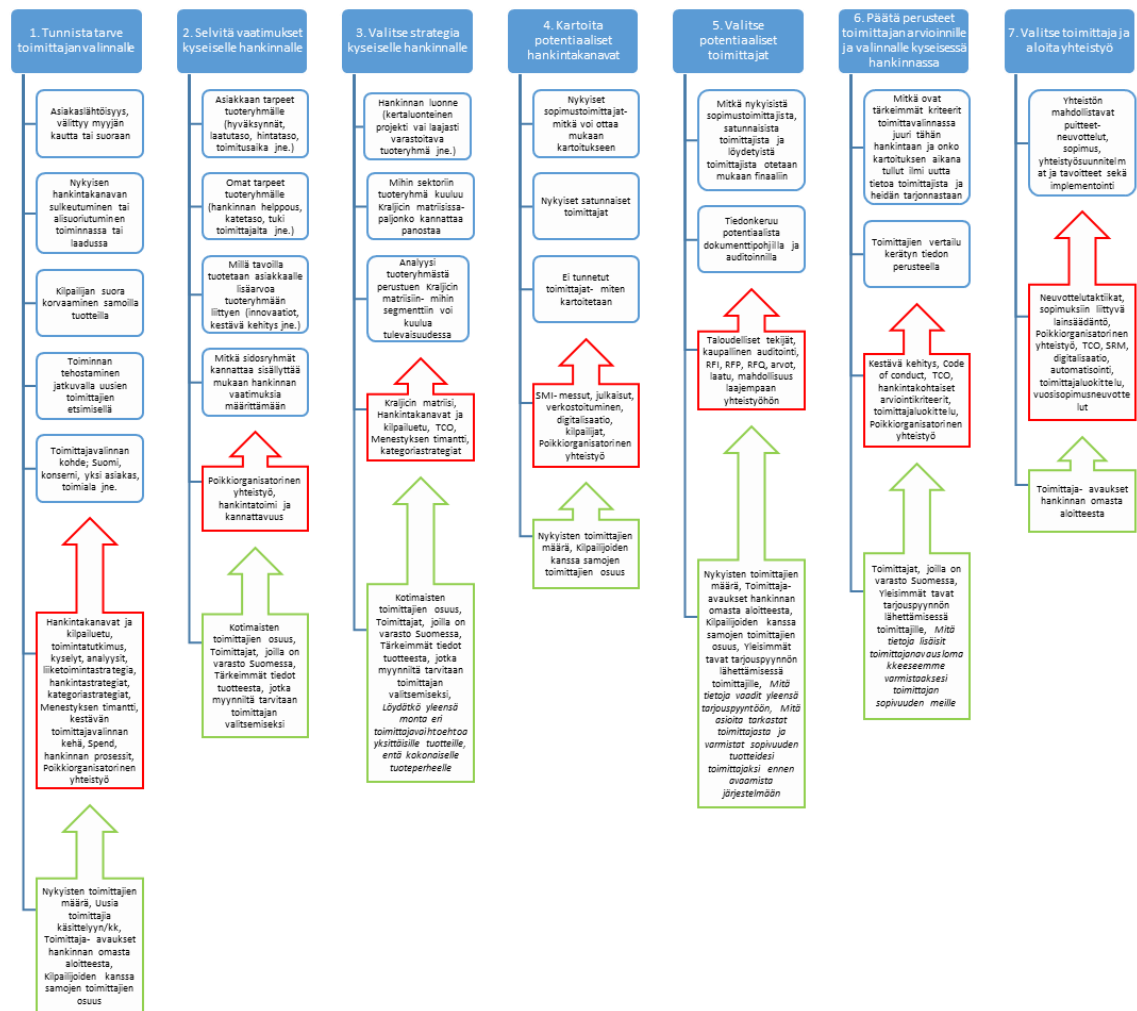 1. Tunnista tarve
toimittajan valinnalle
Asiakaslähtöisyys,
välittyy myyjän
kautta tai suoraan
Nykyisen
hankintakanavan
sulkeutuminen tai
alisuoriutuminen
toiminnassa tai
laadussa
Kilpailijan suora
korvaaminen samoilla
tuotteilla
Toiminnan
tehostaminen
jatkuvalla uusien
toimittajien
etsimisellä
Toimittajavalinnan
kohde; Suomi,
konserni, yksi asiakas,
toimiala jne.
Hankintakanavat ja
kilpailuetu,
toimintatutkimus,
kyselyt, analyysit,
liiketoimintastrategia,
hankintastrategiat,
kategoriastrategiat,
Menestyksen timantti,
kestävän
toimittajavalinnan
kehä, Spend,
hankinnan prosessit,
Poikkiorganisatorinen
yhteistyö
Nykyisten toimittajien
määrä, Uusia
toimittajia
käsittelyyn/kk,
Toimittaja- avaukset
hankinnan omasta
aloitteesta,
Kilpailijoiden kanssa
samojen toimittajien
osuus
2. Selvitä vaatimukset
kyseiselle hankinnalle
Asiakkaan tarpeet
tuoteryhmälle
(hyväksynnät,
laatutaso, hintataso,
toimitusaika jne.)
Omat tarpeet
tuoteryhmälle
(hankinnan helppous,
katetaso, tuki
toimittajalta jne.)
Millä tavoilla
tuotetaan asiakkaalle
lisäarvoa
tuoteryhmään
liittyen (innovaatiot,
kestävä kehitys jne.)
Mitkä sidosryhmät
kannattaa sisällyttää
mukaan hankinnan
vaatimuksia
määrittämään
Poikkiorganisatorinen
yhteistyö,
hankintatoimi ja
kannattavuus
Kotimaisten
toimittajien osuus,
Toimittajat, joilla on
varasto Suomessa,
Tärkeimmät tiedot
tuotteesta, jotka
myynniltä tarvitaan
toimittajan
valitsemiseksi
3. Valitse strategia
kyseiselle hankinnalle
Hankinnan luonne
(kertaluonteinen
projekti vai laajasti
varastoitava
tuoteryhmä jne.)
Mihin sektoriin
tuoteryhmä kuuluu
Kraljicin matriisissa-
paljonko kannattaa
panostaa
Analyysi
tuoteryhmästä
perustuen Kraljicin
matriisiin- mihin
segmenttiin voi
kuulua
tulevaisuudessa
Kraljicin matriisi,
Hankintakanavat ja
kilpailuetu, TCO,
Menestyksen timantti,
kategoriastrategiat
Kotimaisten
toimittajien osuus,
Toimittajat, joilla on
varasto Suomessa,
Tärkeimmät tiedot
tuotteesta, jotka
myynniltä tarvitaan
toimittajan
valitsemiseksi,
Löydätkö yleensä
monta eri
toimittajavaihtoehtoa
yksittäisille tuotteille,
entä kokonaiselle
tuoteperheelle
4. Kartoita
potentiaaliset
hankintakanavat
Nykyiset
sopimustoimittajat-
mitkä voi ottaa
mukaan
kartoitukseen
Nykyiset satunnaiset
toimittajat
Ei tunnetut
toimittajat- miten
kartoitetaan
SMI- messut, julkaisut,
verkostoituminen,
digitalisaatio,
kilpailijat,
Poikkiorganisatorinen
yhteistyö
Nykyisten toimittajien
määrä, Kilpailijoiden
kanssa samojen
toimittajien osuus
5. Valitse
potentiaaliset
toimittajat
Mitkä nykyisistä
sopimustoimittajista,
satunnaisista
toimittajista ja
löydetyistä
toimittajista otetaan
mukaan finaaliin
Tiedonkeruu
potentiaalista
dokumenttipohjilla ja
auditoinnilla
Taloudelliset tekijät,
kaupallinen auditointi,
RFI, RFP, RFQ, arvot,
laatu, mahdollisuus
laajempaan
yhteistyöhön
Nykyisten toimittajien
määrä, Toimittaja-
avaukset hankinnan
omasta aloitteesta,
Kilpailijoiden kanssa
samojen toimittajien
osuus, Yleisimmät
tavat tarjouspyynnön
lähettämisessä
toimittajille, Mitä
tietoja vaadit yleensä
tarjouspyyntöön, Mitä
asioita tarkastat
toimittajasta ja
varmistat sopivuuden
tuotteidesi
toimittajaksi ennen
avaamista
järjestelmään
6. Päätä perusteet
toimittajan arvioinnille
ja valinnalle kyseisessä
hankinnassa
Mitkä ovat
tärkeimmät kriteerit
toimittavalinnassa
juuri tähän
hankintaan ja onko
kartoituksen aikana
tullut ilmi uutta
tietoa toimittajista ja
heidän tarjonnastaan
Toimittajien vertailu
kerätyn tiedon
perusteella
Kestävä kehitys, Code
of conduct, TCO,
hankintakohtaiset
arviointikriteerit,
toimittajaluokittelu,
Poikkiorganisatorinen
yhteistyö
Toimittajat, joilla on
varasto Suomessa,
Yleisimmät tavat
tarjouspyynnön
lähettämisessä
toimittajille, Mitä
tietoja lisäisit
toimittajanavausloma
kkeeseemme
varmistaaksesi
toimittajan
sopivuuden meille
7. Valitse toimittaja ja
aloita yhteistyö
Yhteistön
mahdollistavat
puitteet-
neuvottelut,
sopimus,
yhteistyösuunnitelm
at ja tavoitteet sekä
implementointi
Neuvottelutaktiikat,
sopimuksiin liittyvä
lainsäädäntö,
Poikkiorganisatorinen
yhteistyö, TCO, SRM,
digitalisaatio,
automatisointi,
toimittajaluokittelu,
vuosisopimusneuvotte
lut
Toimittaja- avaukset
hankinnan omasta
aloitteesta